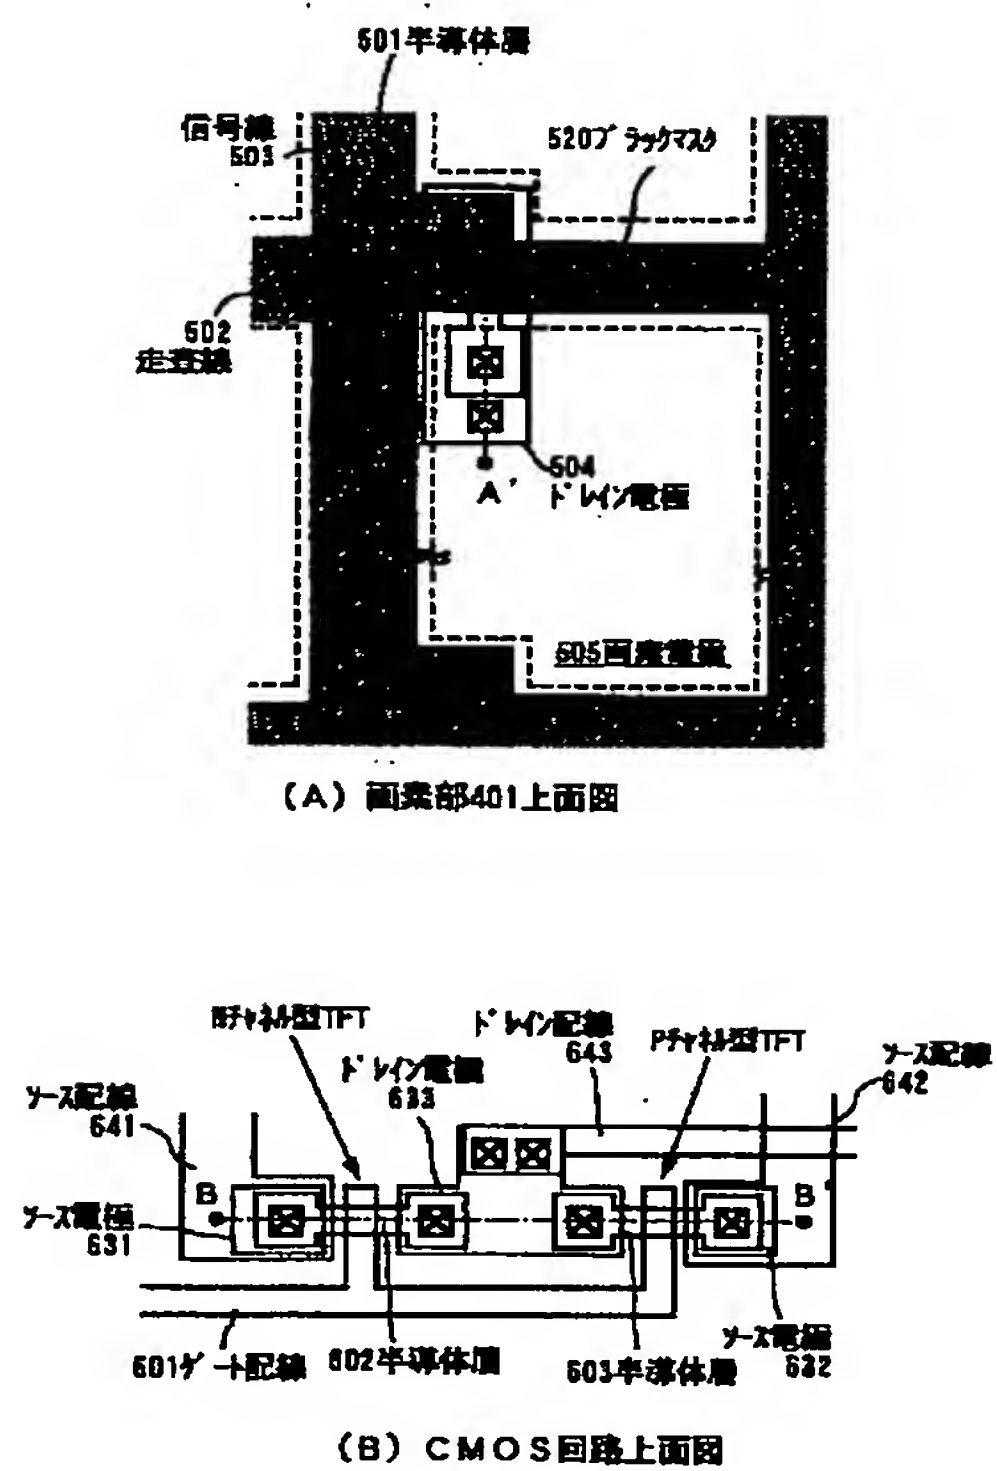 501半導体層
信号線
503
520ブラックマスク
502
走査線
504
A'
ドレイン電極
505画素電極
(A) 画素部401上面図
Nチャネル型TFT
ドレイン配線
643
Pチャネル型TFT
ソース配線
642
ドレイン電極
633
ソース配線
641
B
B'
ソース電極
631
ソース電極
632
601ゲート配線
602半導体層
603半導体層
(B) CMOS回路上面図